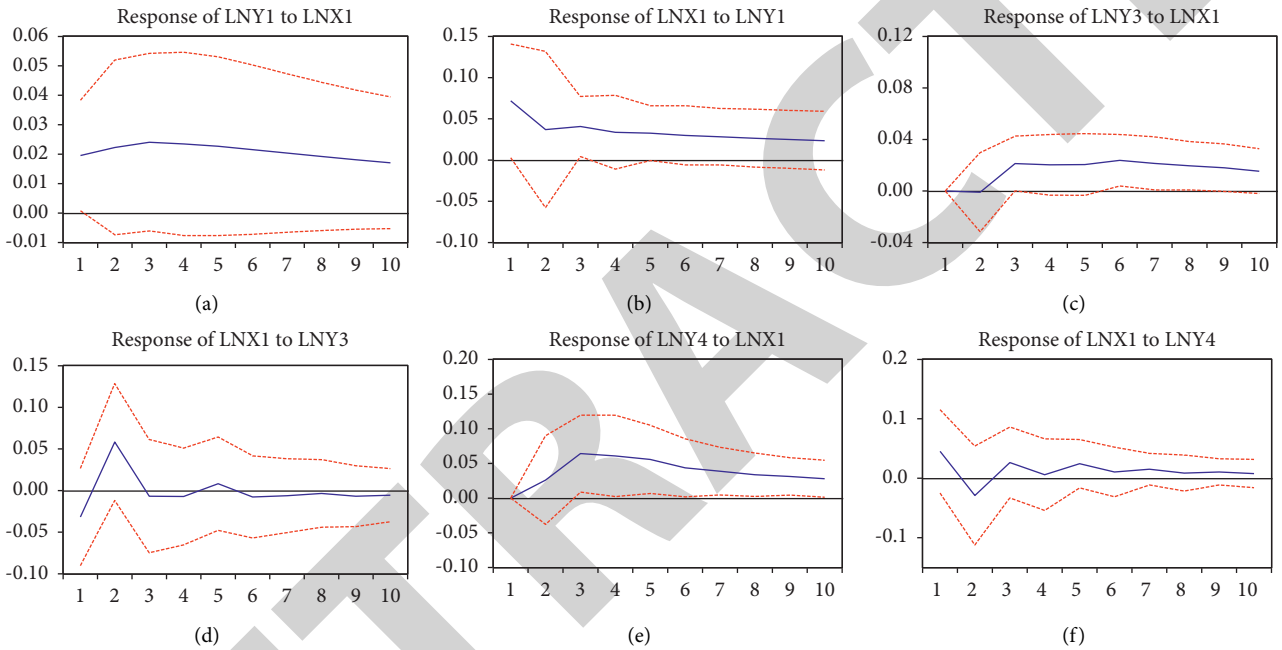 Response of LNY1 to LNX1
0.06
0.05
0.04
0.03
0.02
0.01
0.00
-0.01
1 2 3 4 5 6 7 8 9 10
(a)
Response of LNX1 to LNY1
0.15
0.10
0.05
0.00
-0.05
-0.10
1 2 3 4 5 6 7 8 9 10
(b)
Response of LNY3 to LNX1
0.12
0.08
0.04
0.00
-0.04
1 2 3 4 5 6 7 8 9 10
(c)
Response of LNX1 to LNY3
0.15
0.10
0.05
0.00
-0.05
-0.10
1 2 3 4 5 6 7 8 9 10
(d)
Response of LNY4 to LNX1
0.20
0.15
0.10
0.05
0.00
-0.05
-0.10
1 2 3 4 5 6 7 8 9 10
(e)
Response of LNX1 to LNY4
0.2
0.1
0.0
-0.1
1 2 3 4 5 6 7 8 9 10
(f)
TRACT